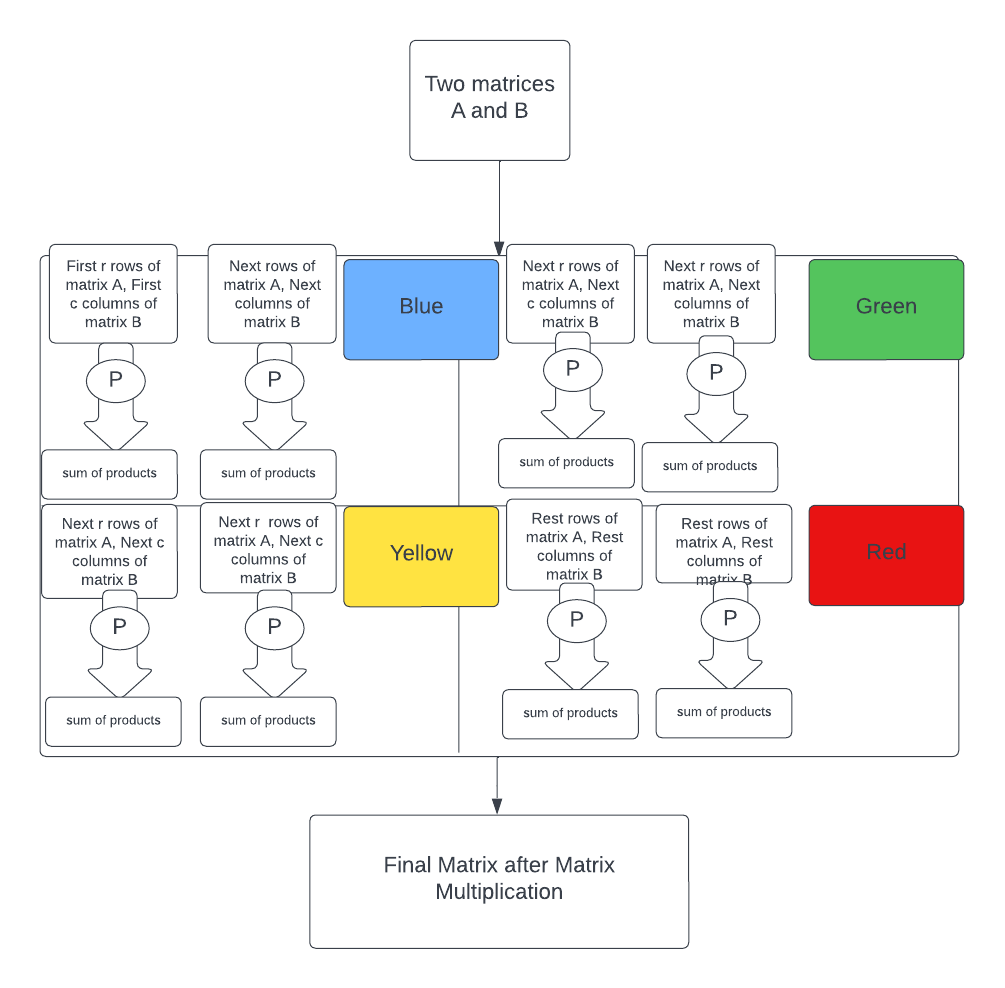 Two matrices
A and B
First r rows of
matrix A, First
c columns of
matrix B
Next rows of
matrix A, Next
columns of
matrix B
Blue
Next r rows of
matrix A, Next
c columns of
matrix B
Next r rows of
matrix A, Next
columns of
matrix B
Green
P
P
P
P
sum of products
sum of products
sum of products
sum of products
Next r rows of
matrix A, Next c
columns of
matrix B
Next r  rows of
matrix A, Next c
columns of
matrix B
Yellow
Rest rows of
matrix A, Rest
columns of
matrix B
Rest rows of
matrix A, Rest
columns of
matrix B
Red
P
P
P
P
sum of products
sum of products
sum of products
sum of products
Final Matrix after Matrix
Multiplication